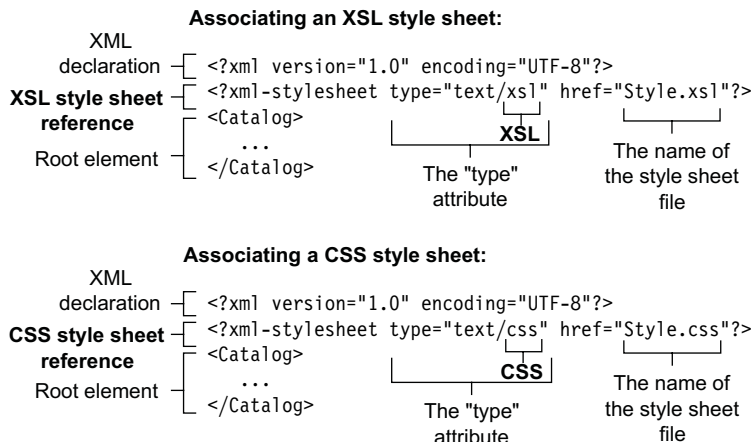 Associating an XSL style sheet:
XML
declaration
<?xml version="1.0" encoding="UTF-8"?>
XSL style sheet
reference
<?xml-stylesheet type="text/xsl" href="Style.xsl"?>
Root element
<Catalog>
...
</Catalog>
XSL
The "type"
attribute
The name of
the style sheet
file
Associating a CSS style sheet:
XML
declaration
<?xml version="1.0" encoding="UTF-8"?>
CSS style sheet
reference
<?xml-stylesheet type="text/css" href="Style.css"?>
Root element
<Catalog>
...
</Catalog>
CSS
The "type"
attribute
The name of
the style sheet
file